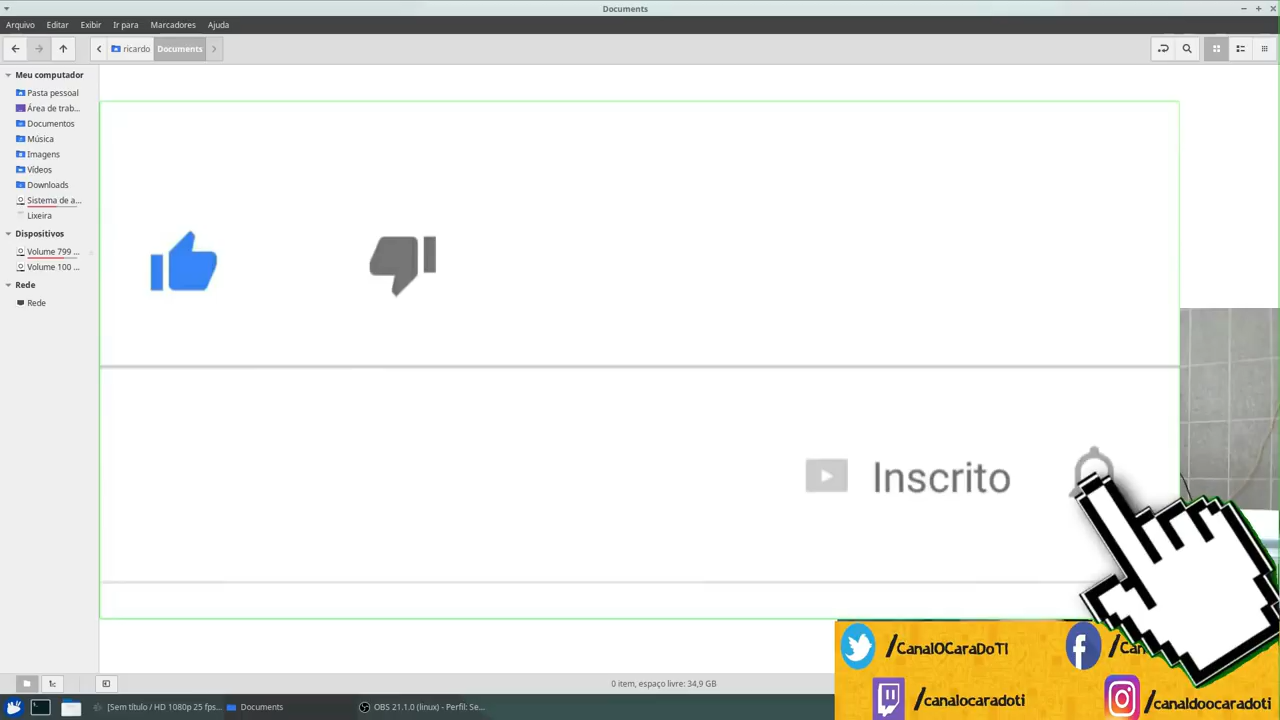 Documents
Arquivo Editar Exibir Ir para Marcadores Ajuda
ricardo Documents
Meu computador
Pasta pessoal
Área de trab...
Documentos
Música
Imagens
Vídeos
Downloads
Sistema de a...
Lixeira
Dispositivos
Volume 799 ...
Volume 100 ...
Rede
Rede
Inscrito
/CanalOCaraDoTI
/Can
/canalocaradoti
/canaldoocaradoti
0 item, espaço livre: 34,9 GB
[Sem título / HD 1080p 25 fps... Documents OBS 21.1.0 (linux) - Perfil: Se...